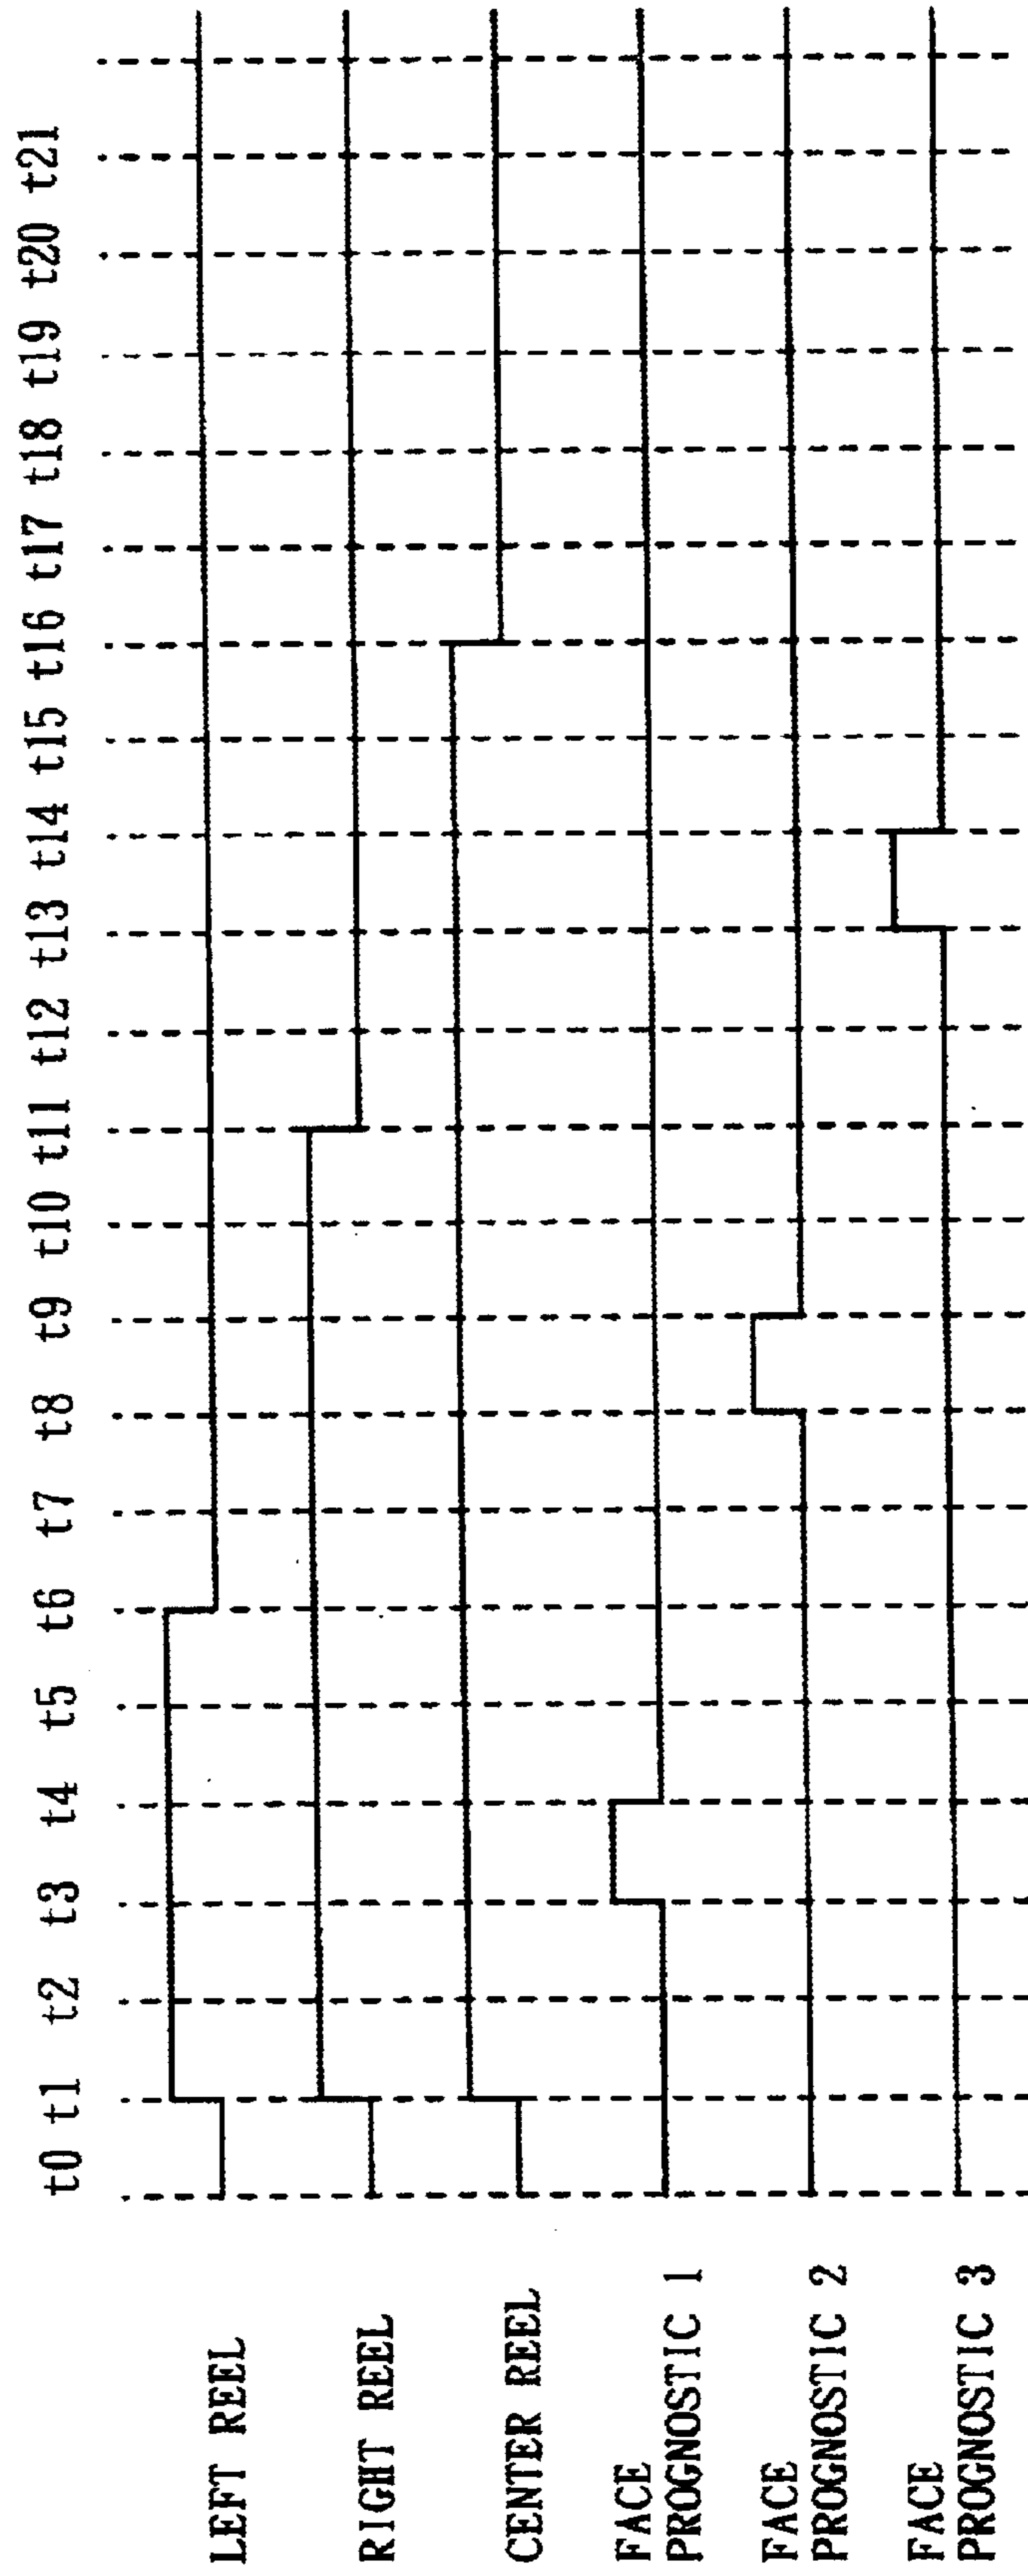 t0 t1 t2 t3 t4 t5 t6 t7 t8 t9 t10 t11 t12 t13 t14 t15 t16 t17 t18 t19 t20 t21
LEFT REEL
RIGHT REEL
CENTER REEL
FACE
PROGNOSTIC 1
FACE
PROGNOSTIC 2
FACE
PROGNOSTIC 3